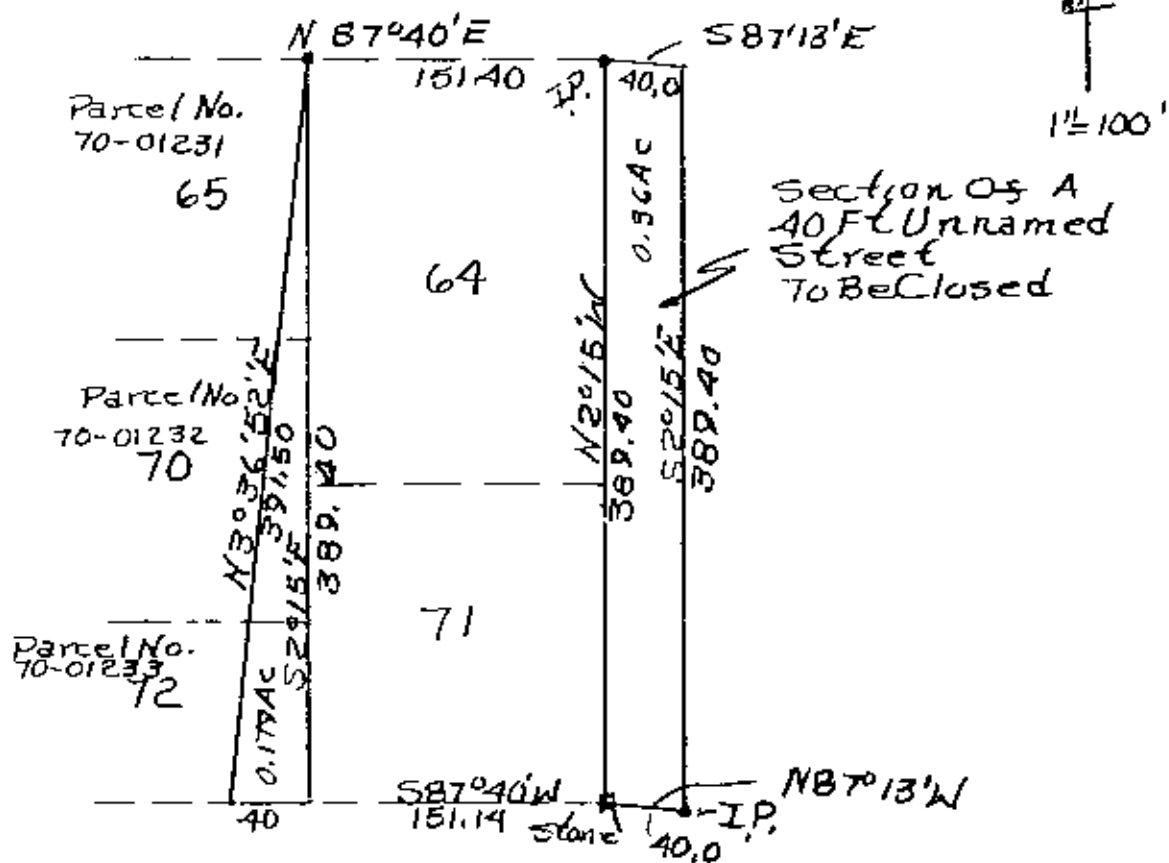 N 87°40'E
S87°13'E
151.40
I.P.
40.0
1"=100'
Parcel No.
70-01231
65
64
0.36Ac
Section Of A
40 Ft Unnamed
Street
To Be Closed
N2°15'W
389.40
S2°15'E
389.40
Parcel No
70-01232
70
N3°36'52"E
391.50
S2°15'E
389.40
71
Parcel No.
70-01233
72
0.179Ac
40
S87°40'W
151.14
Stone
40.0
I.P.
N87°13'W